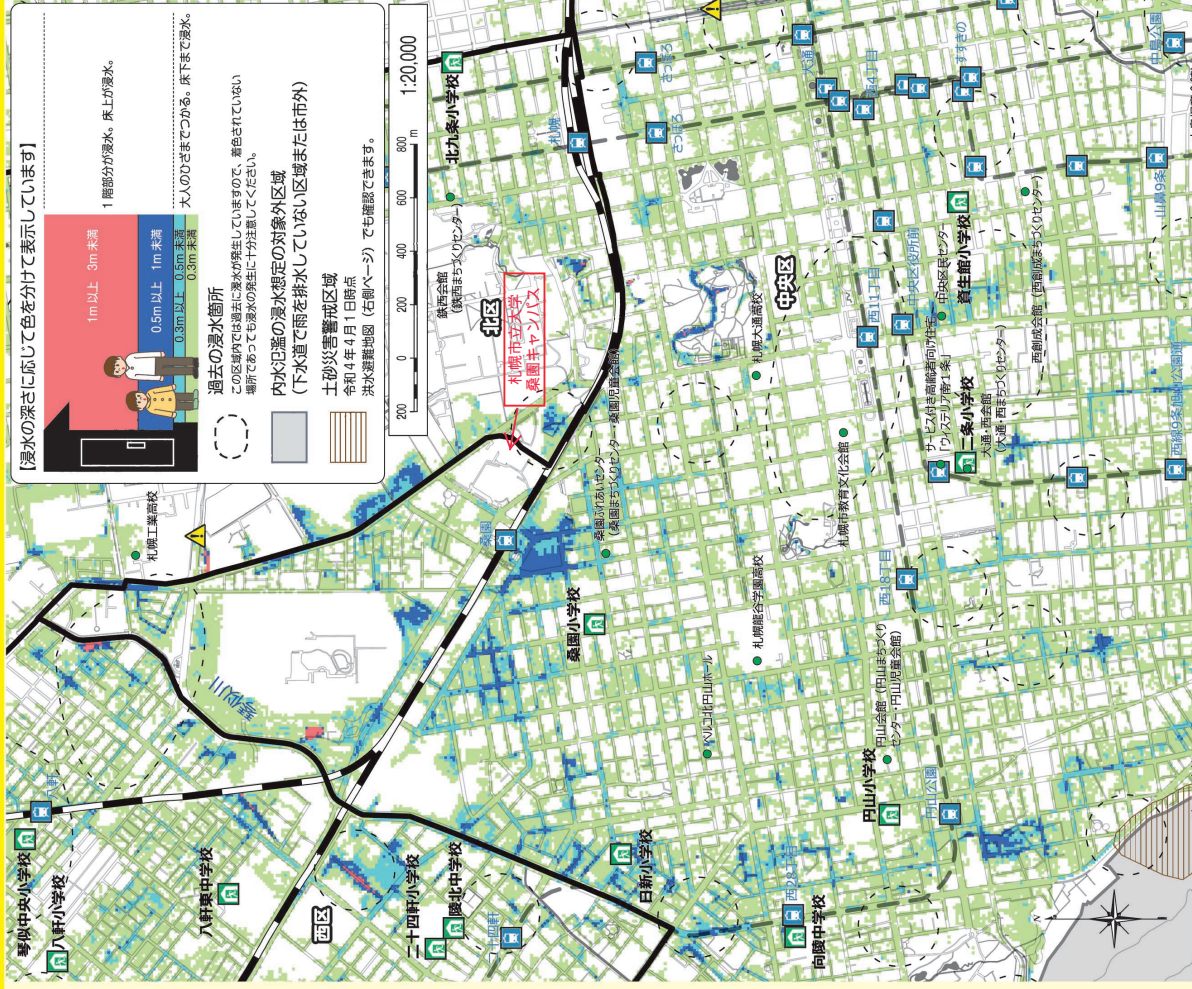 【浸水の深さに応じて色を分けて表示しています】
1m 以上 3m 未満
1階部分が浸水。床上が浸水。
0.5m 以上 1m 未満
0.3m 以上 0.5m 未満
0.3m 未満
大人のひざまでつかる。床下まで浸水。
過去の浸水箇所
この区域内では過去に浸水が発生していますので、着色されていない
場所であっても浸水の発生に十分注意してください。
内水氾濫の浸水想定の対象外区域
(下水道で雨を排水していない区域または市外)
土砂災害警戒区域
令和4年4月1日時点
洪水避難地図(右側ページ)でも確認できます。
1:20,000
200 0 200 400 600 800
m
琴似中央小学校
八軒小学校
八軒
八軒東中学校
西区
二十四軒小学校
陵北中学校
二十四軒
日新小学校
西28丁目
向陵中学校
琴似川
札幌工業高校
桑園
桑園小学校
桑園ふれあいセンター
(桑園まちづくりセンター・桑園児童会館)
札幌市立大学
桑園キャンパス
北区
鉄西会館
(鉄西まちづくりセンター)
北九条小学校
札幌
さっぽろ
さっぽろ
大通
西4丁目
すすきの
中島公園
山鼻9条
中央区
札幌大通高校
西11丁目
中央区役所前
中央区民センター
資生館小学校
西創成会館(西創成まちづくりセンター)
サービス付き高齢者向け住宅
「ウィステリア南1条」
二条小学校
大通・西会館
(大通・西まちづくりセンター)
西線9条旭山公園通
札幌市教育文化会館
札幌龍谷学園高校
西18丁目
ベルコ北円山ホール
円山小学校
円山会館(円山まちづくり
センター・円山児童会館)
円山公園
N